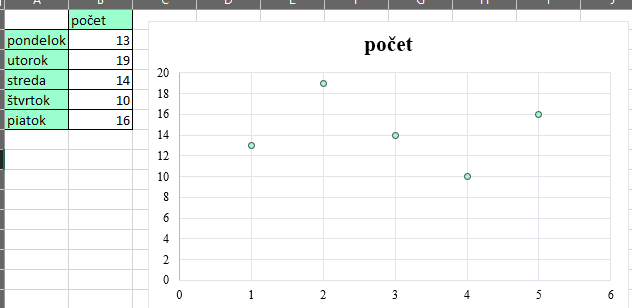 A B C D E F G H I J
počet
pondelok 13
utorok 19
streda 14
štvrtok 10
piatok 16
počet
20
18
16
14
12
10
8
6
4
2
0
0 1 2 3 4 5 6